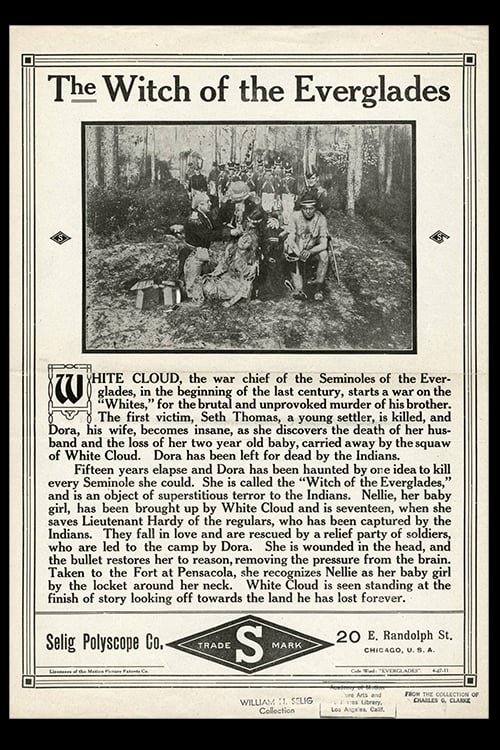 The Witch of the Everglades
S
S
WHITE CLOUD, the war chief of the Seminoles of the Ever-
glades, in the beginning of the last century, starts a war on the
"Whites," for the brutal and unprovoked murder of his brother.
The first victim, Seth Thomas, a young settler, is killed, and
Dora, his wife, becomes insane, as she discovers the death of her hus-
band and the loss of her two year old baby, carried away by the squaw
of White Cloud. Dora has been left for dead by the Indians.
Fifteen years elapse and Dora has been haunted by one idea to kill
every Seminole she could. She is called the "Witch of the Everglades,"
and is an object of superstitious terror to the Indians. Nellie, her baby
girl, has been brought up by White Cloud and is seventeen, when she
saves Lieutenant Hardy of the regulars, who has been captured by the
Indians. They fall in love and are rescued by a relief party of soldiers,
who are led to the camp by Dora. She is wounded in the head, and
the bullet restores her to reason, removing the pressure from the brain.
Taken to the Fort at Pensacola, she recognizes Nellie as her baby girl
by the locket around her neck. White Cloud is seen standing at the
finish of story looking off towards the land he has lost forever.
Selig Polyscope Co. TRADE S MARK 20 E. Randolph St.
CHICAGO, U. S. A.
Licensees of the Motion Picture Patents Co. Code Word: "EVERGLADES". 4-27-11
WILLIAM N. SELIG
Collection
Academy of Motion
Arts and
Library,
Los Angeles, Calif.
FROM THE COLLECTION OF
CHARLES G. CLARKE